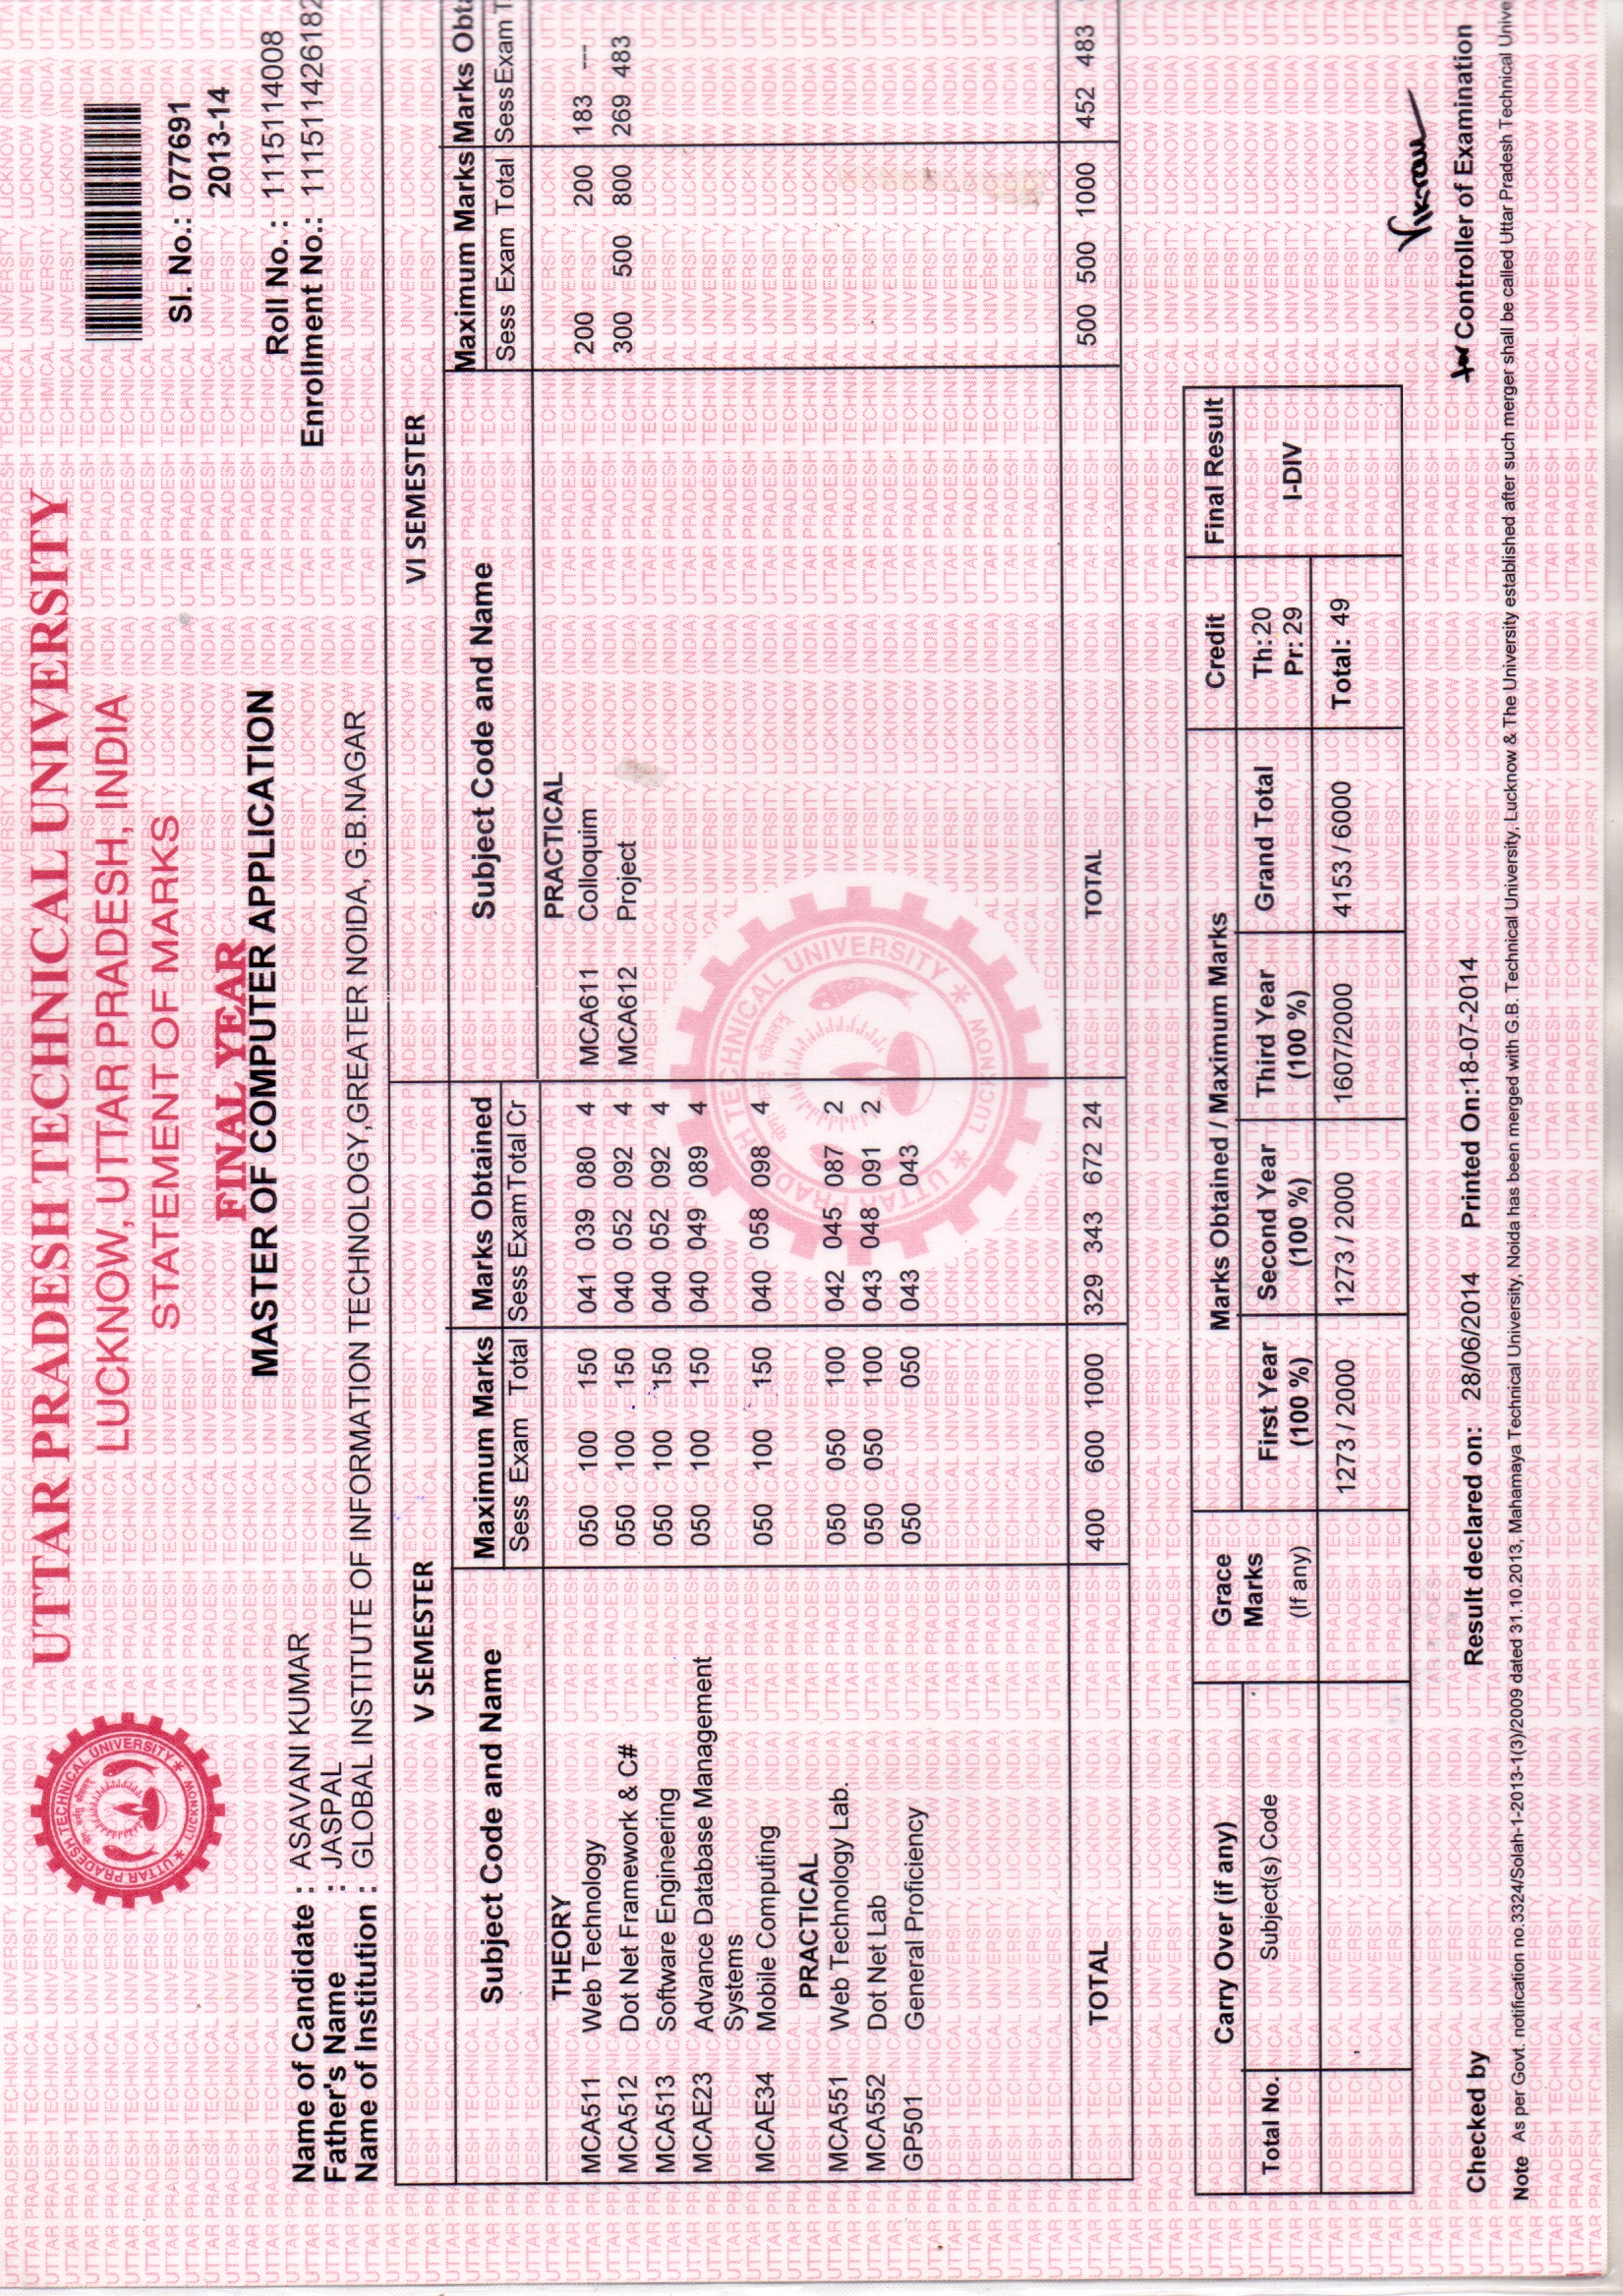 UTTAR PRADESH TECHNICAL UNIVERSITY
LUCKNOW, UTTAR PRADESH, INDIA
STATEMENT OF MARKS
FINAL YEAR
MASTER OF COMPUTER APPLICATION
Sl. No.: 077691
2013-14
Roll No. : 1115114008
Enrollment No.: 111511426182
Name of Candidate : ASAVANI KUMAR
Father's Name : JASPAL
Name of Institution : GLOBAL INSTITUTE OF INFORMATION TECHNOLOGY,GREATER NOIDA, G.B.NAGAR
V SEMESTER
Subject Code and Name Maximum Marks Marks Obtained
Sess Exam Total Sess Exam Total Cr
THEORY
MCA511 Web Technology 050 100 150 041 039 080 4
MCA512 Dot Net Framework & C# 050 100 150 040 052 092 4
MCA513 Software Engineering 050 100 150 040 052 092 4
MCAE23 Advance Database Management 050 100 150 040 049 089 4
Systems
MCAE34 Mobile Computing 050 100 150 040 058 098 4
PRACTICAL
MCA551 Web Technology Lab. 050 050 100 042 045 087 2
MCA552 Dot Net Lab 050 050 100 043 048 091 2
GP501 General Proficiency 050 050 043 043
TOTAL 400 600 1000 329 343 672 24
VI SEMESTER
Subject Code and Name Maximum Marks Marks
Sess Exam Total Sess Exam
PRACTICAL
MCA611 Colloquim 200 200 183 ---
MCA612 Project 300 500 800 269 483
TOTAL 500 500 1000 452 483
Carry Over (if any) Grace Marks (If any) Marks Obtained / Maximum Marks Credit Final Result
Total No. Subject(s) Code First Year (100 %) Second Year (100 %) Third Year (100 %) Grand Total Th:20 Pr:29 I-DIV
1273 / 2000 1273 / 2000 1607/2000 4153 / 6000 Total: 49
Vikram
for Controller of Examination
Checked by Result declared on: 28/06/2014 Printed On:18-07-2014
Note As per Govt. notification no.3324/Solah-1-2013-1(3)/2009 dated 31.10.2013, Mahamaya Technical University, Noida has been merged with G.B. Technical University, Lucknow & The University established after such merger shall be called Uttar Pradesh Technical Unive